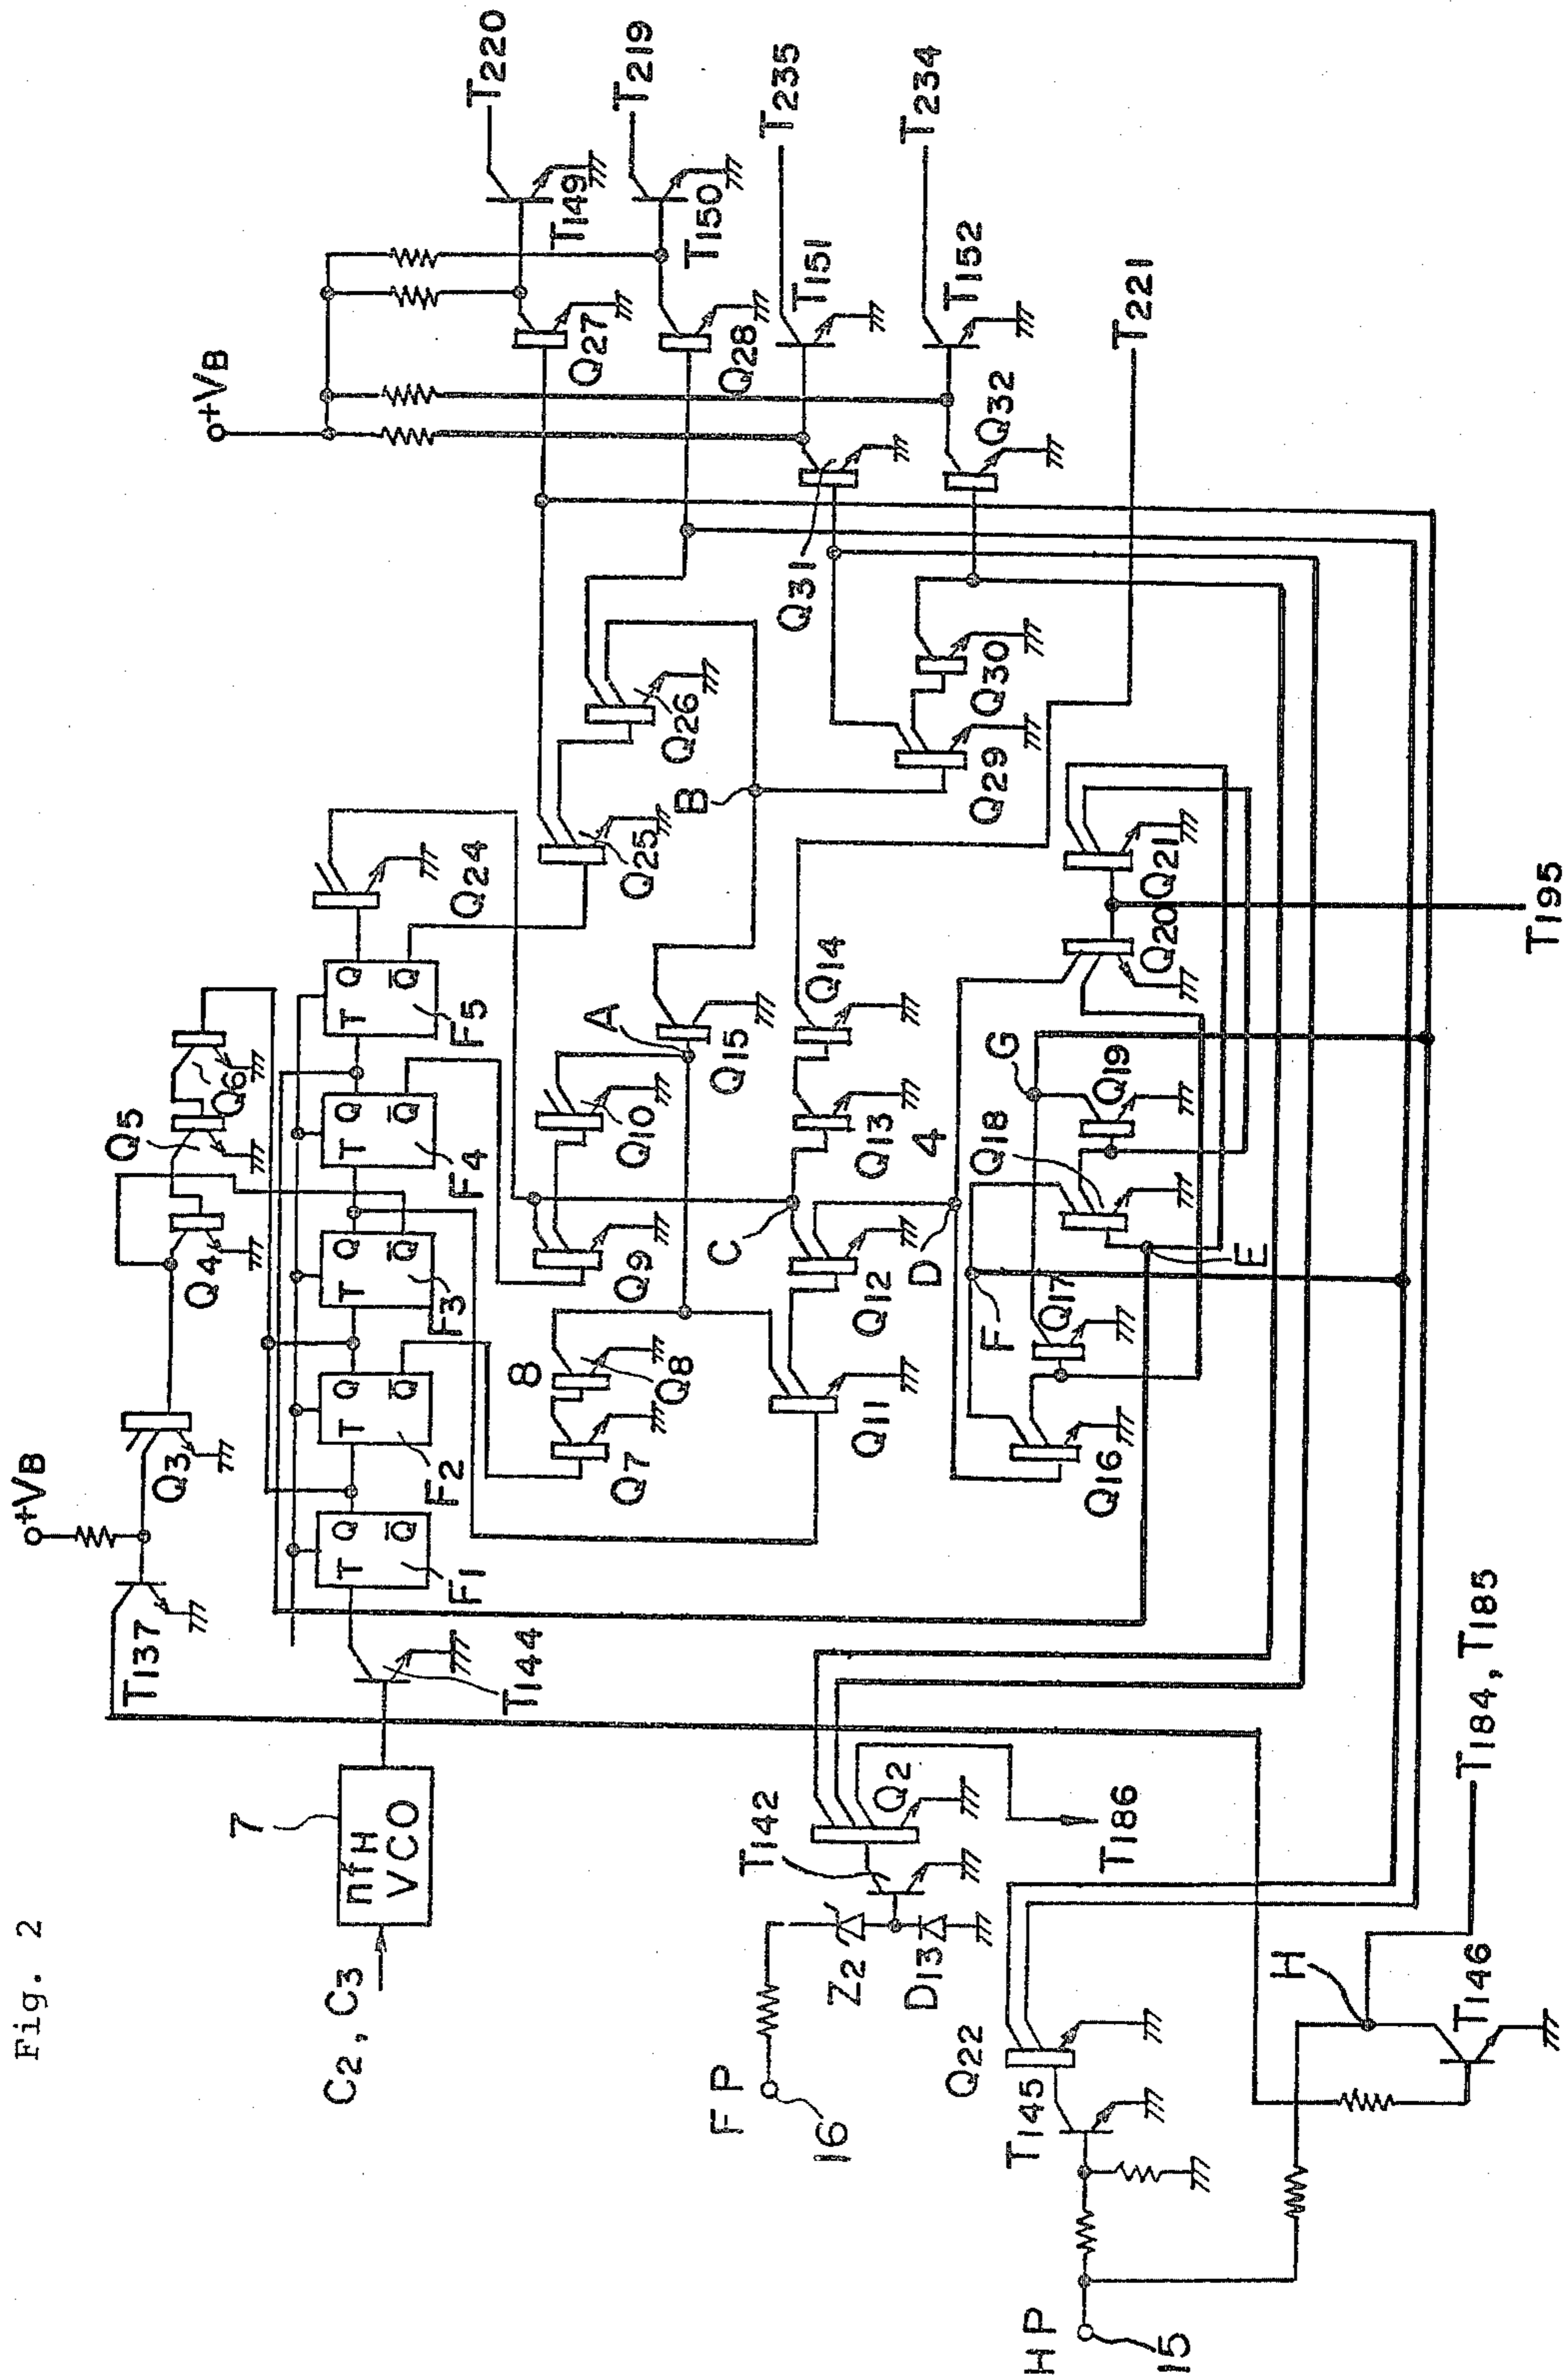 Fig. 2
C2, C3
7
nfH
VCO
T144
T137
+VB
Q3
Q4
Q5
Q6
T Q
Q̅
F1
T Q
Q̅
F2
T Q
Q̅
F3
T Q
Q̅
F4
T Q
Q̅
F5
Q24
+VB
T220
T149
T219
T150
Q27
Q28
T235
T151
T234
T152
Q31
Q32
T221
Q25
Q26
B
Q29
Q30
8
Q7
Q8
Q9
Q10
A
Q15
Q11
Q12
C
Q13
Q14
4
D
Q16
F
Q17
E
Q18
G
Q19
Q20
Q21
T195
FP
16
Z2
D13
T142
Q2
T186
HP
15
T145
Q22
H
T146
T184, T185